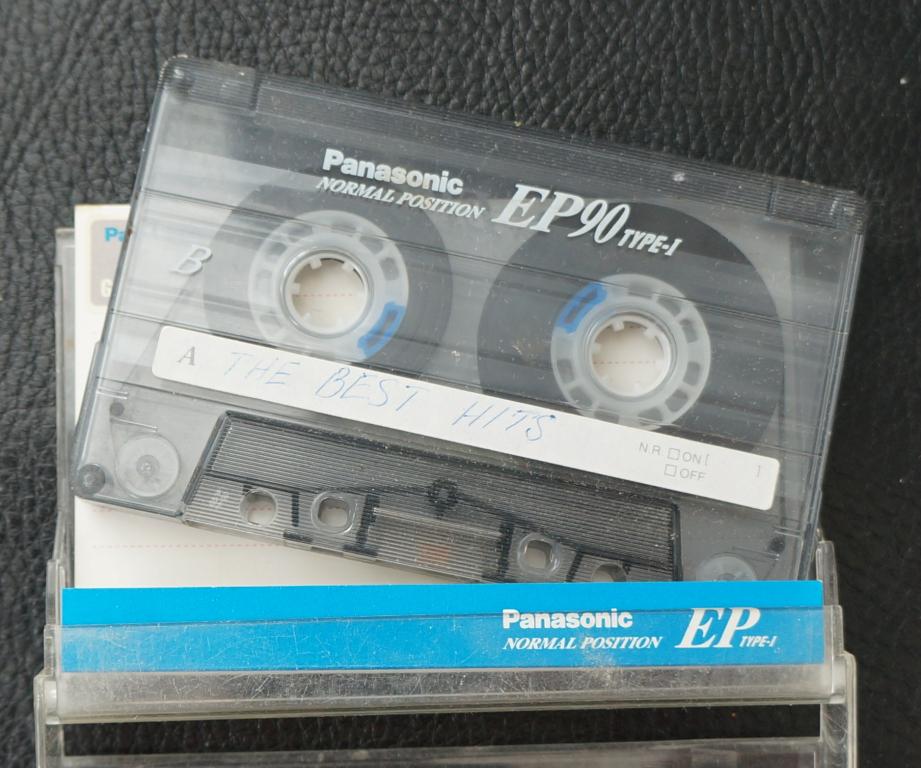 Panasonic
NORMAL POSITION
EP90 TYPE-I
B
A THE BEST HITS
N.R □ON[ ]
□OFF
Panasonic
NORMAL POSITION
EP TYPE-I